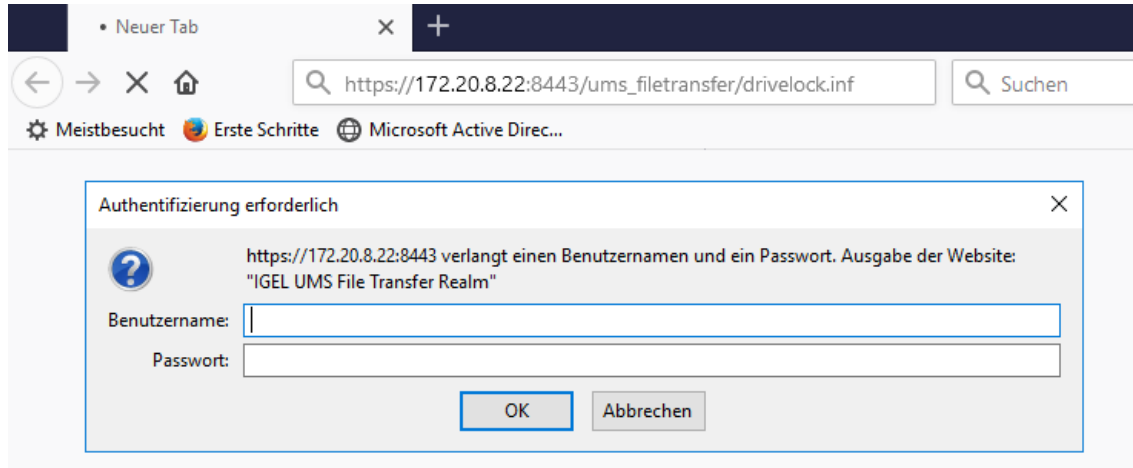 • Neuer Tab
https://172.20.8.22:8443/ums_filetransfer/drivelock.inf
Suchen
Meistbesucht Erste Schritte Microsoft Active Direc...
Authentifizierung erforderlich
https://172.20.8.22:8443 verlangt einen Benutzernamen und ein Passwort. Ausgabe der Website:
"IGEL UMS File Transfer Realm"
Benutzername:
Passwort:
OK Abbrechen